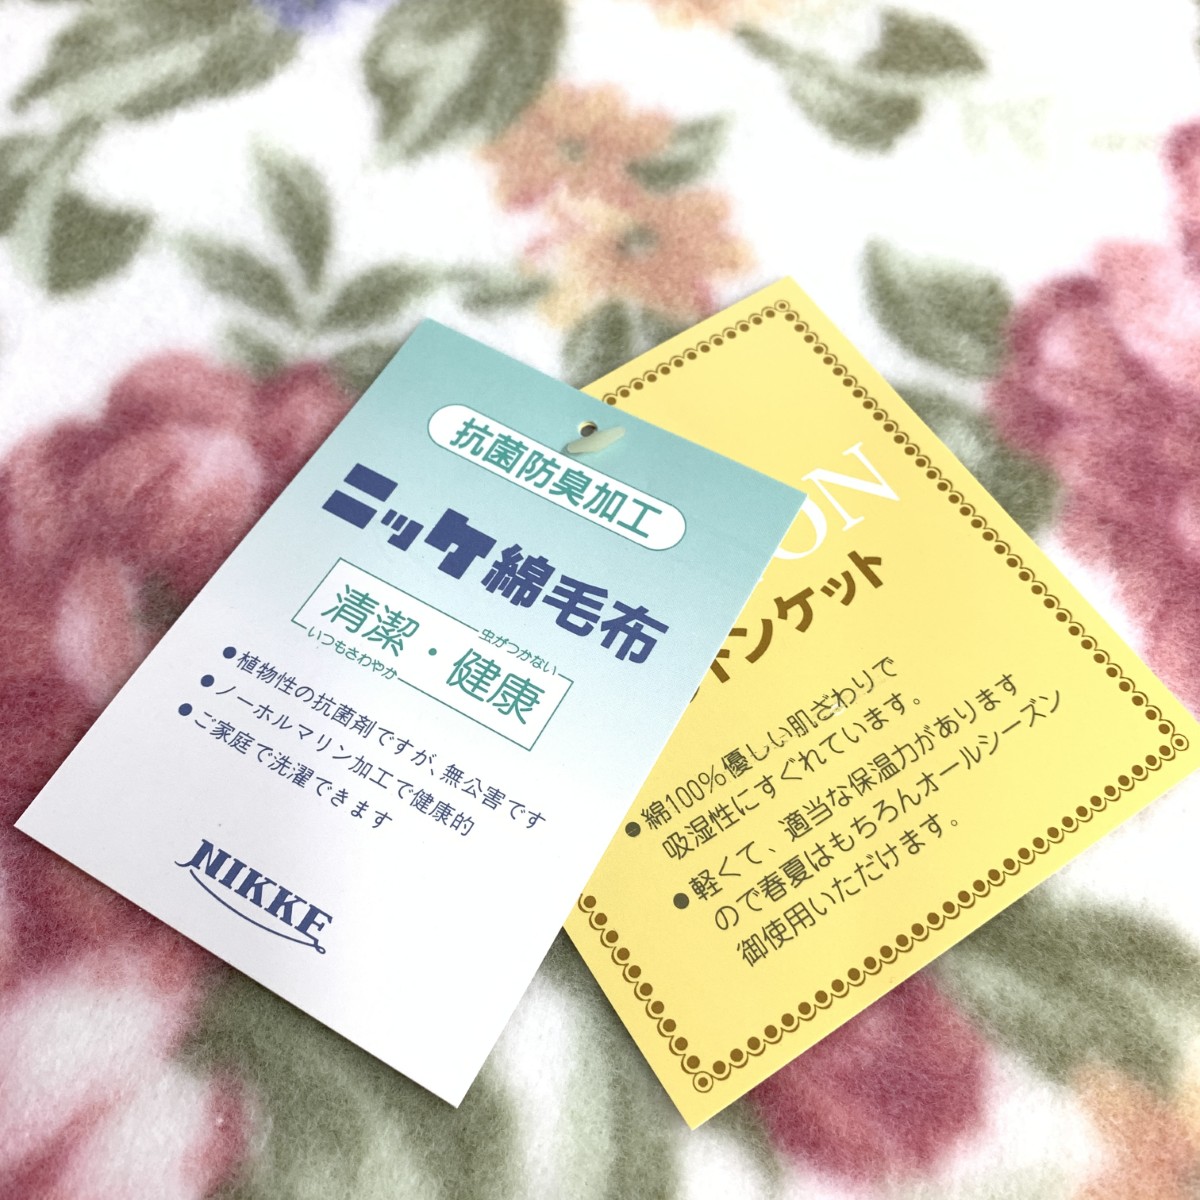 抗菌防臭加工
ニッケ綿毛布
虫がつかない
清潔・健康
いつもさわやか
●植物性の抗菌剤ですが、無公害です
●ノーホルマリン加工で健康的
●ご家庭で洗濯できます
NIKKE
ON
トンケット
●綿100%優しい肌ざわりで
吸湿性にすぐれています。
●軽くて、適当な保温力があります
ので春夏はもちろんオールシーズン
御使用いただけます。